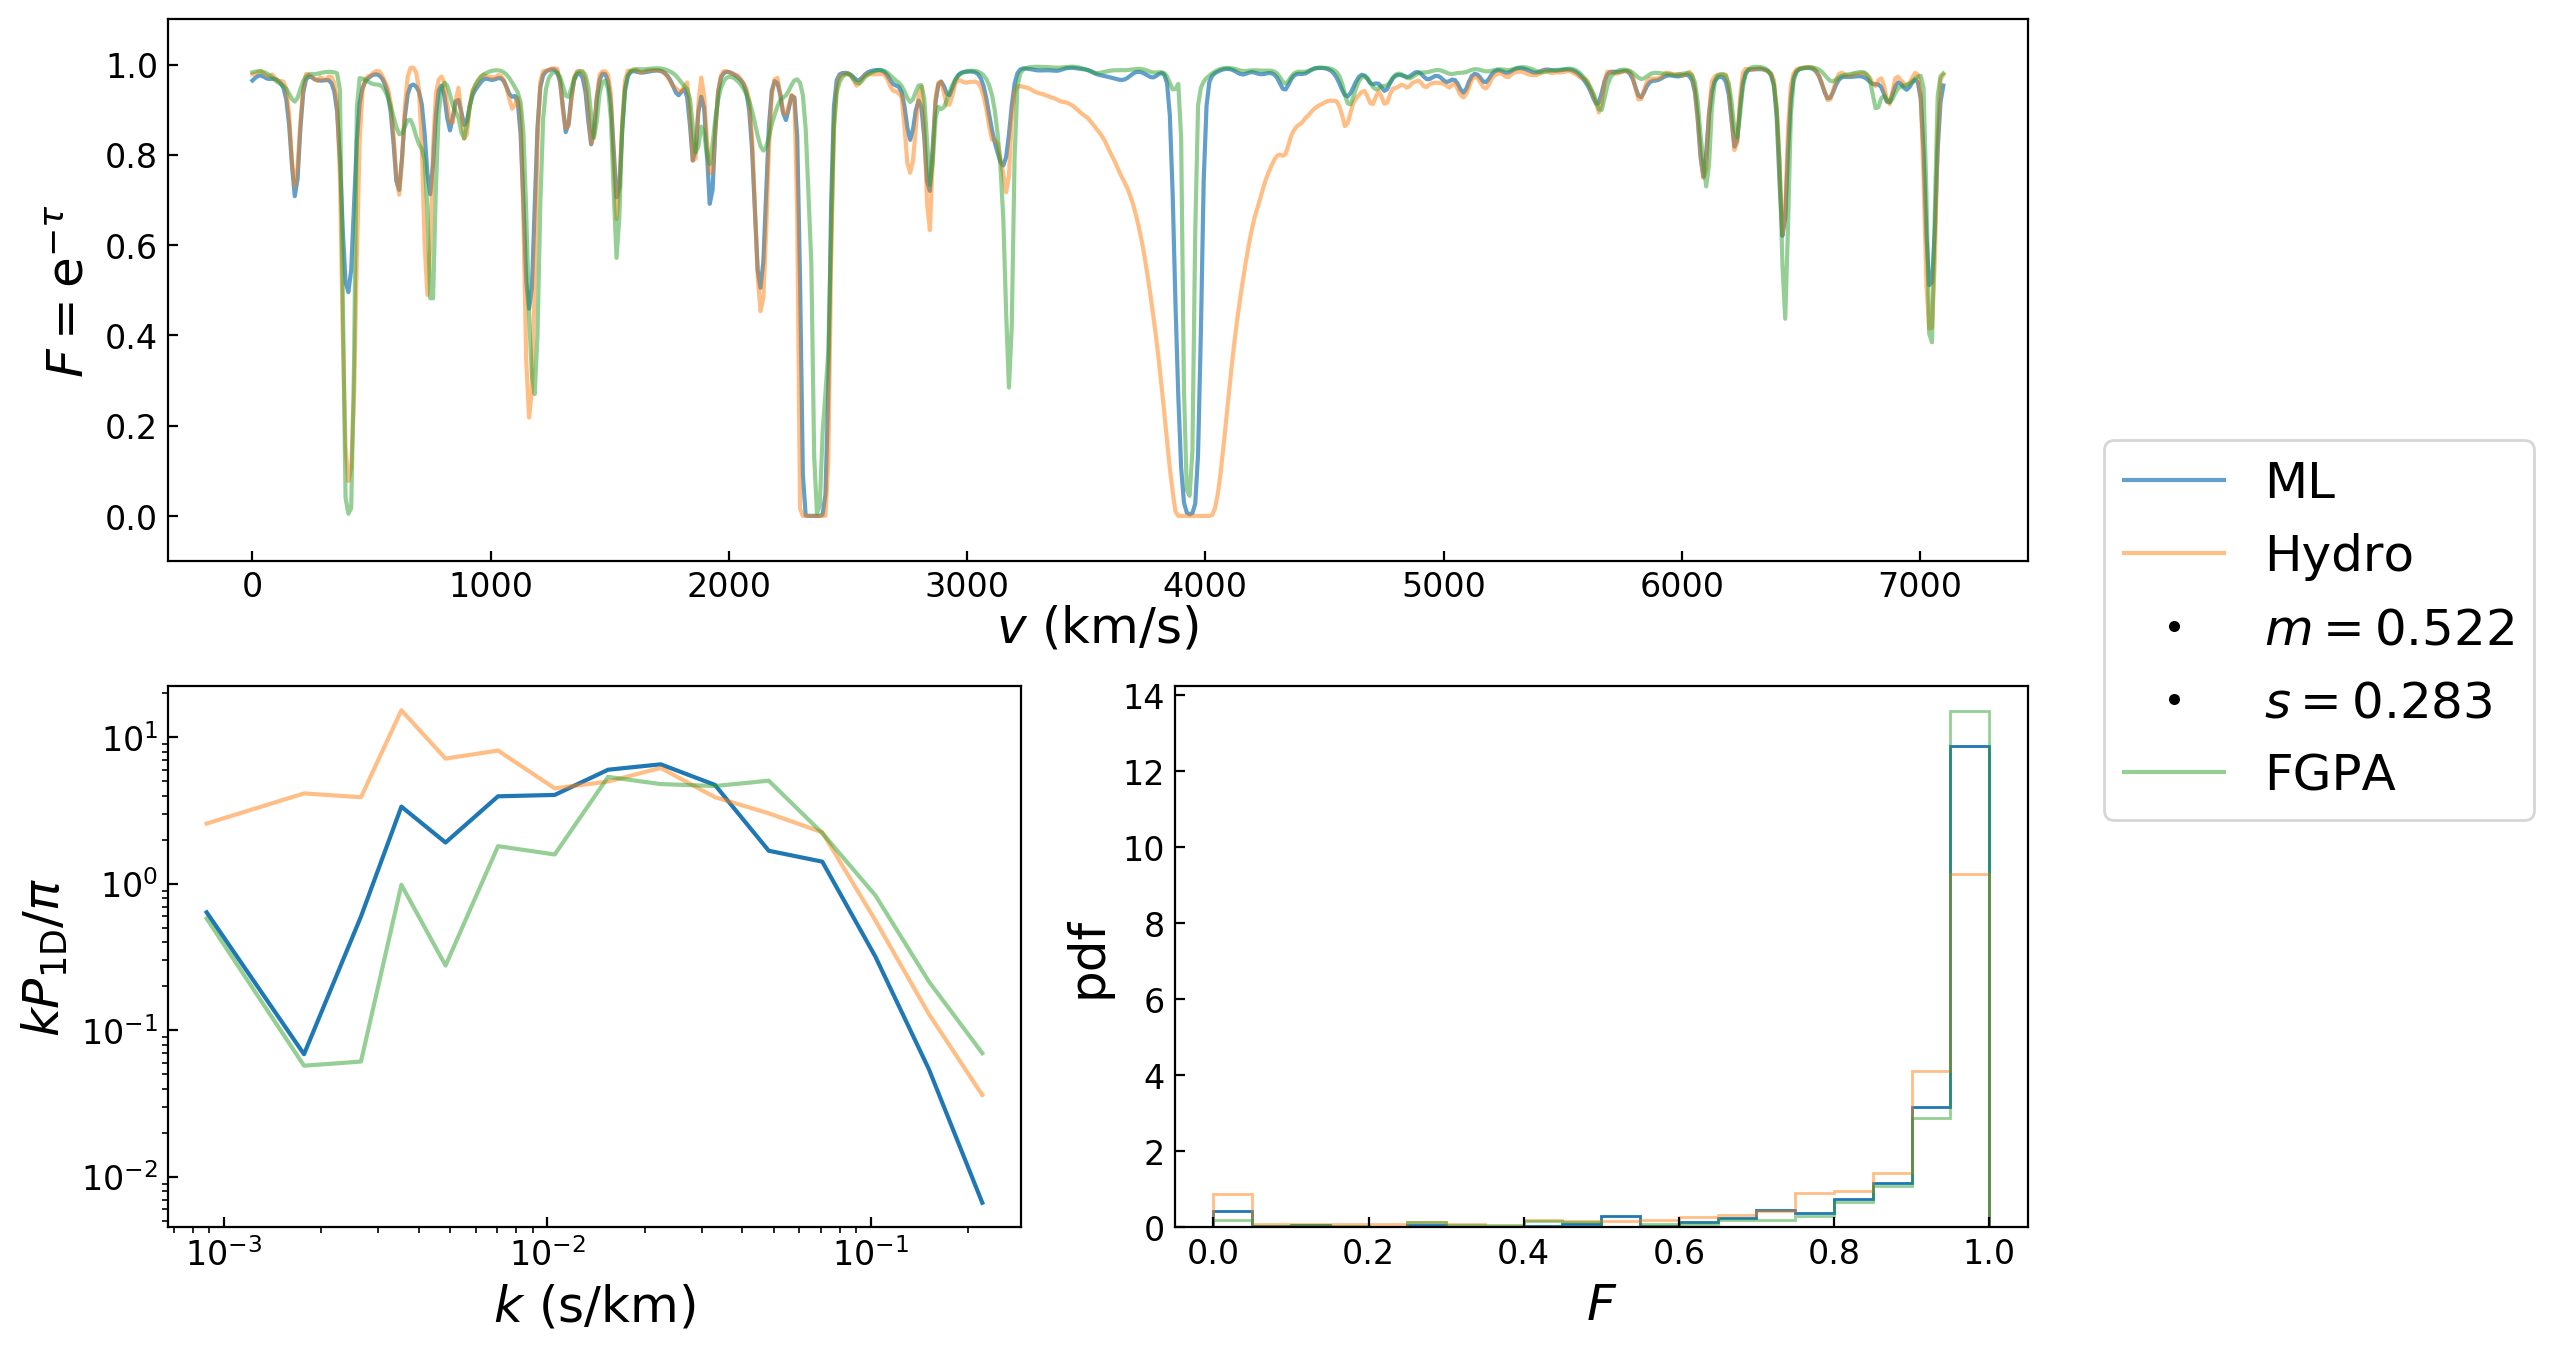 1.0
0.8
0.6
0.4
0.2
0.0
F = e^{−τ}
0 1000 2000 3000 4000 5000 6000 7000
v (km/s)
ML
Hydro
m = 0.522
s = 0.283
FGPA
10^1
10^0
10^{−1}
10^{−2}
kP_{1D}/π
10^{−3} 10^{−2} 10^{−1}
k (s/km)
14
12
10
8
6
4
2
0
pdf
0.0 0.2 0.4 0.6 0.8 1.0
F